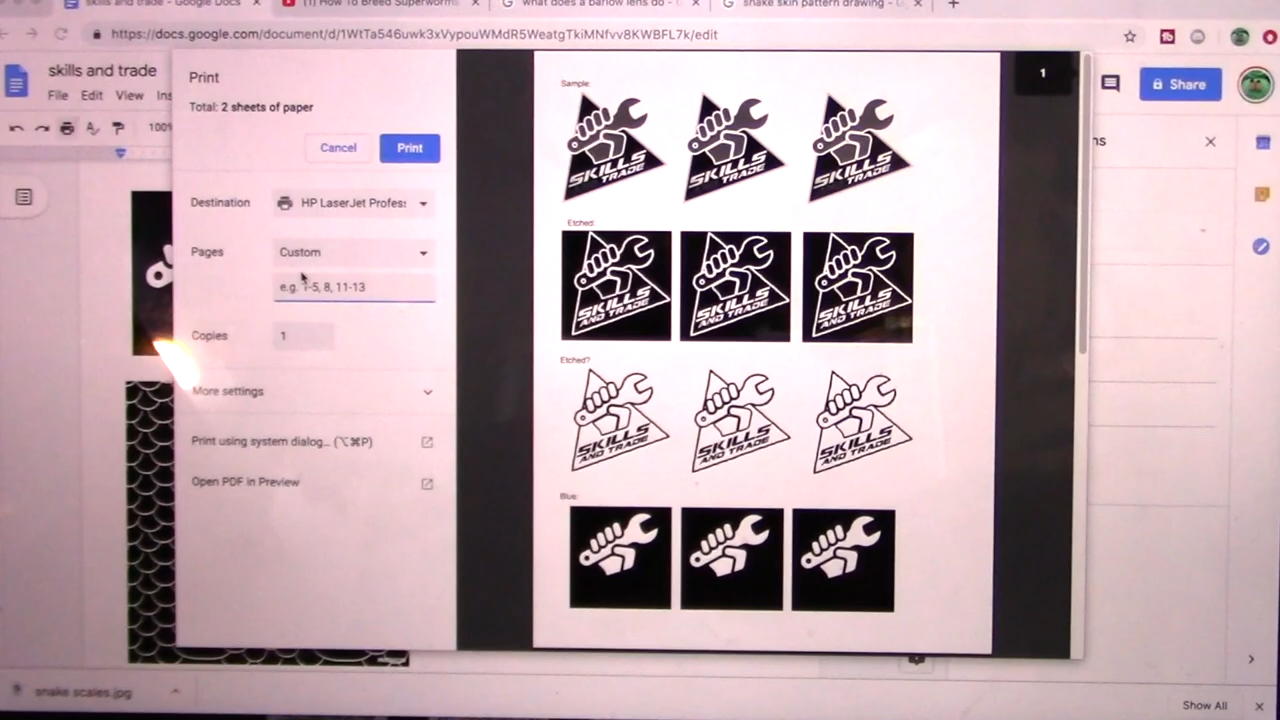 skills and trade - Google Docs
(1) How To Breed Superworms
what does a barlow lens do -
snake skin pattern drawing -
https://docs.google.com/document/d/1WtTa546uwk3xVypouWMdR5WeatgTkiMNfvv8KWBFL7k/edit
skills and trade
File Edit View Ins
Share
100%
ns
Print
Total: 2 sheets of paper
Cancel
Print
Destination
HP LaserJet Profes:
Pages
Custom
e.g. 1-5, 8, 11-13
Copies
1
More settings
Print using system dialog... (⌥⌘P)
Open PDF in Preview
1
Sample:
SKILLS
TRADE
SKILLS
TRADE
SKILLS
TRADE
Etched:
SKILLS
AND TRADE
SKILLS
AND TRADE
SKILLS
AND TRADE
Etched?
SKILLS
AND TRADE
SKILLS
AND TRADE
SKILLS
AND TRADE
Blue:
snake scales.jpg
Show All